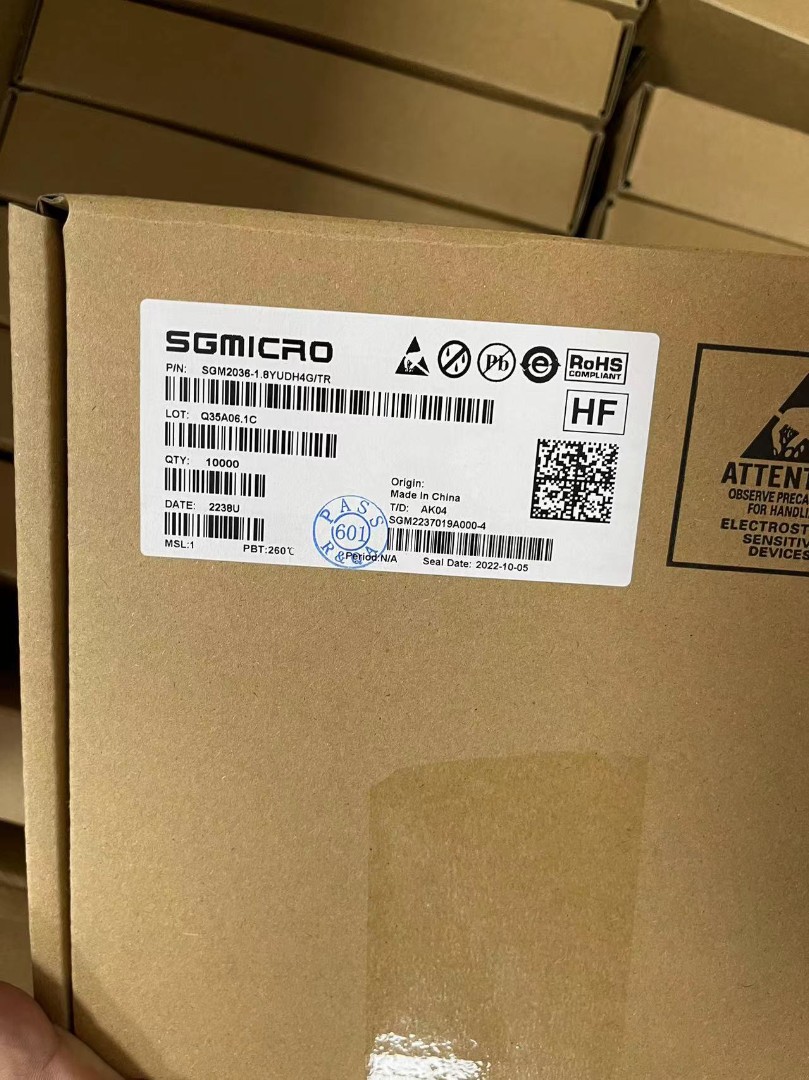 SGMICRO
P/N: SGM2036-1.8YUDH4G/TR
LOT: Q35A06.1C
QTY: 10000
DATE: 2238U
MSL:1 PBT:260℃
Pb
e
RoHS
COMPLIANT
HF
Origin:
Made In China
T/D: AK04
SGM2237019A000-4
Period:N/A Seal Date: 2022-10-05
PASS
601
ATTENT
OBSERVE PRECA
FOR HANDLI
ELECTROST
SENSITIV
DEVICES